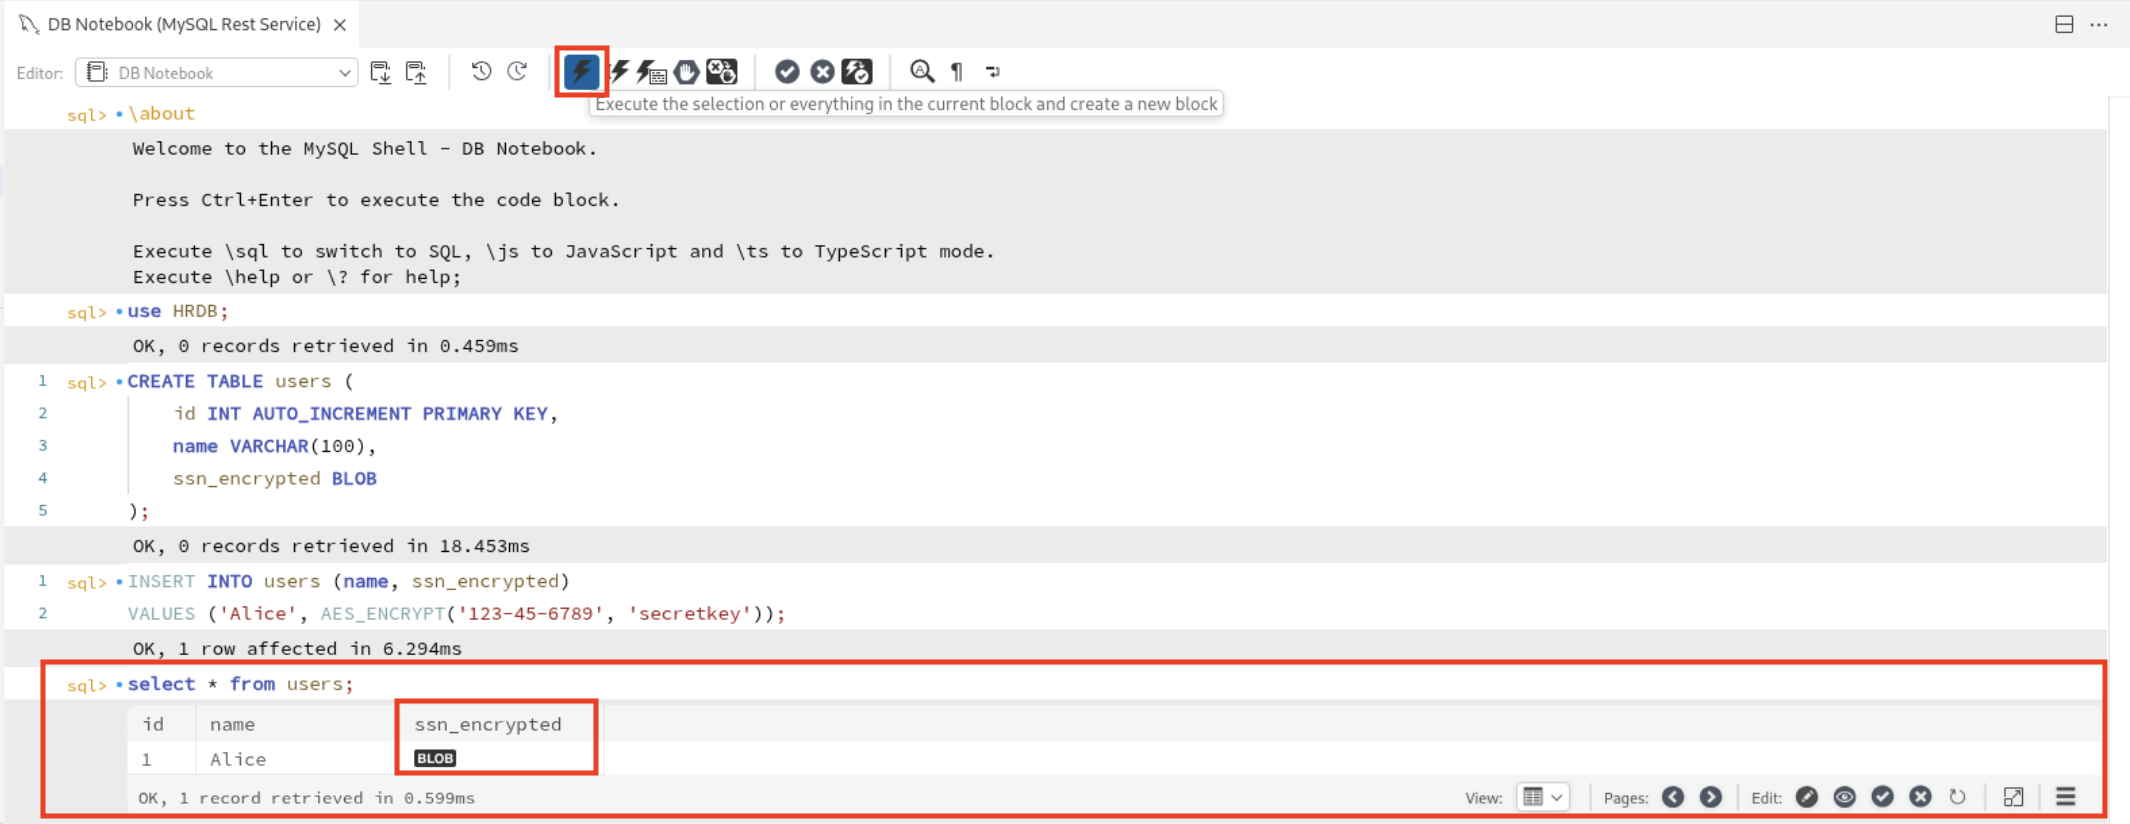 DB Notebook (MySQL Rest Service)
Editor: DB Notebook
Execute the selection or everything in the current block and create a new block
sql> \about
Welcome to the MySQL Shell - DB Notebook.
Press Ctrl+Enter to execute the code block.
Execute \sql to switch to SQL, \js to JavaScript and \ts to TypeScript mode.
Execute \help or \? for help;
sql> use HRDB;
OK, 0 records retrieved in 0.459ms
1 sql> CREATE TABLE users (
2 id INT AUTO_INCREMENT PRIMARY KEY,
3 name VARCHAR(100),
4 ssn_encrypted BLOB
5 );
OK, 0 records retrieved in 18.453ms
1 sql> INSERT INTO users (name, ssn_encrypted)
2 VALUES ('Alice', AES_ENCRYPT('123-45-6789', 'secretkey'));
OK, 1 row affected in 6.294ms
sql> select * from users;
id name ssn_encrypted
1 Alice BLOB
OK, 1 record retrieved in 0.599ms View: Pages: Edit: